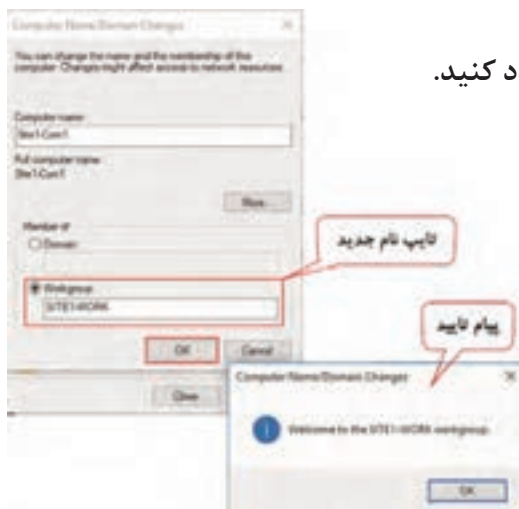 Computer Name/Domain Changes
You can change the name and the membership of this
computer. Changes might affect access to network resources.
د کنید.
Computer name:
Site1-Com1
Full computer name:
Site1-Com1
More...
Member of
Domain:
تایپ نام جدید
Workgroup:
SITE1-WORK
پیام تایید
OK
Cancel
Close
Computer Name/Domain Changes
Welcome to the SITE1-WORK workgroup.
OK